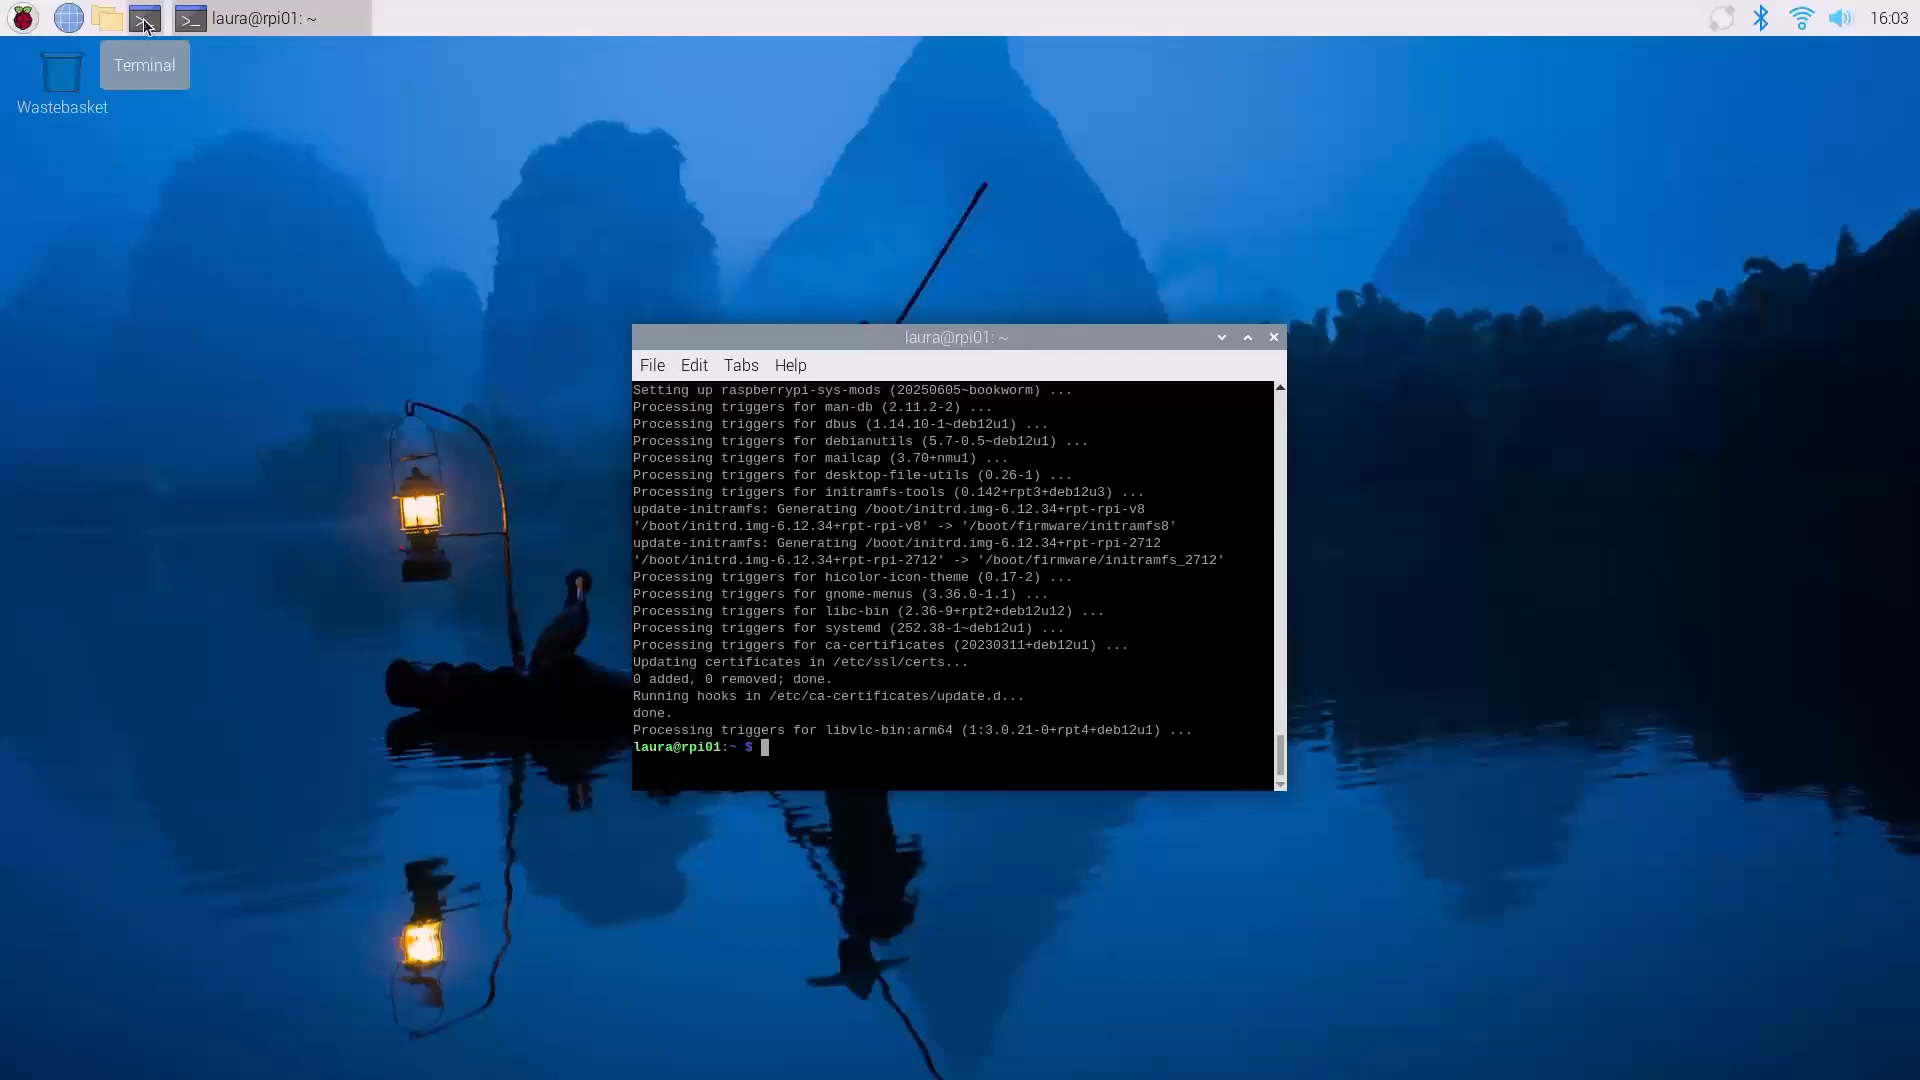 laura@rpi01: ~
16:03
Terminal
Wastebasket
laura@rpi01: ~
File Edit Tabs Help
Setting up raspberrypi-sys-mods (20250605~bookworm) ...
Processing triggers for man-db (2.11.2-2) ...
Processing triggers for dbus (1.14.10-1~deb12u1) ...
Processing triggers for debianutils (5.7-0.5~deb12u1) ...
Processing triggers for mailcap (3.70+nmu1) ...
Processing triggers for desktop-file-utils (0.26-1) ...
Processing triggers for initramfs-tools (0.142+rpt3+deb12u3) ...
update-initramfs: Generating /boot/initrd.img-6.12.34+rpt-rpi-v8
'/boot/initrd.img-6.12.34+rpt-rpi-v8' -> '/boot/firmware/initramfs8'
update-initramfs: Generating /boot/initrd.img-6.12.34+rpt-rpi-2712
'/boot/initrd.img-6.12.34+rpt-rpi-2712' -> '/boot/firmware/initramfs_2712'
Processing triggers for hicolor-icon-theme (0.17-2) ...
Processing triggers for gnome-menus (3.36.0-1.1) ...
Processing triggers for libc-bin (2.36-9+rpt2+deb12u12) ...
Processing triggers for systemd (252.38-1~deb12u1) ...
Processing triggers for ca-certificates (20230311+deb12u1) ...
Updating certificates in /etc/ssl/certs...
0 added, 0 removed; done.
Running hooks in /etc/ca-certificates/update.d...
done.
Processing triggers for libvlc-bin:arm64 (1:3.0.21-0+rpt4+deb12u1) ...
laura@rpi01:~ $